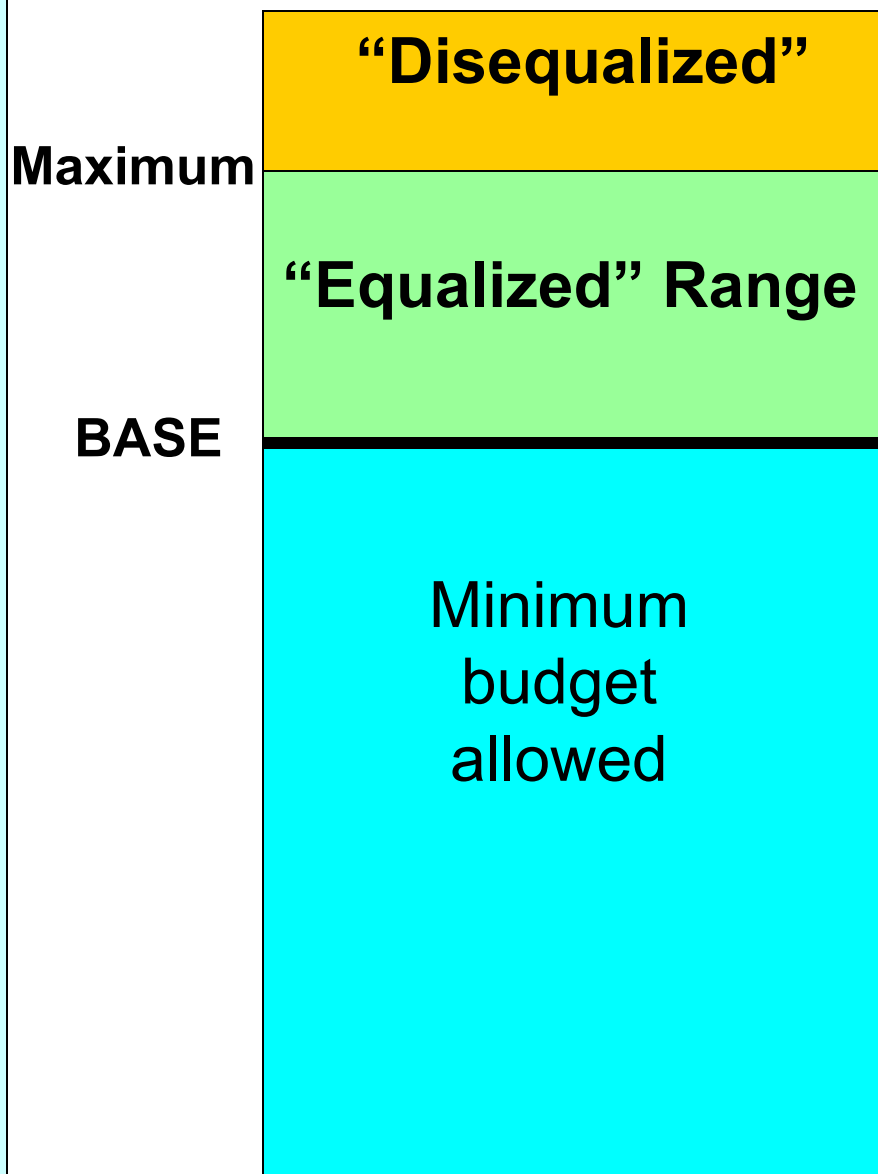 “Disequalized”
Maximum
“Equalized” Range
BASE
Minimum
budget
allowed